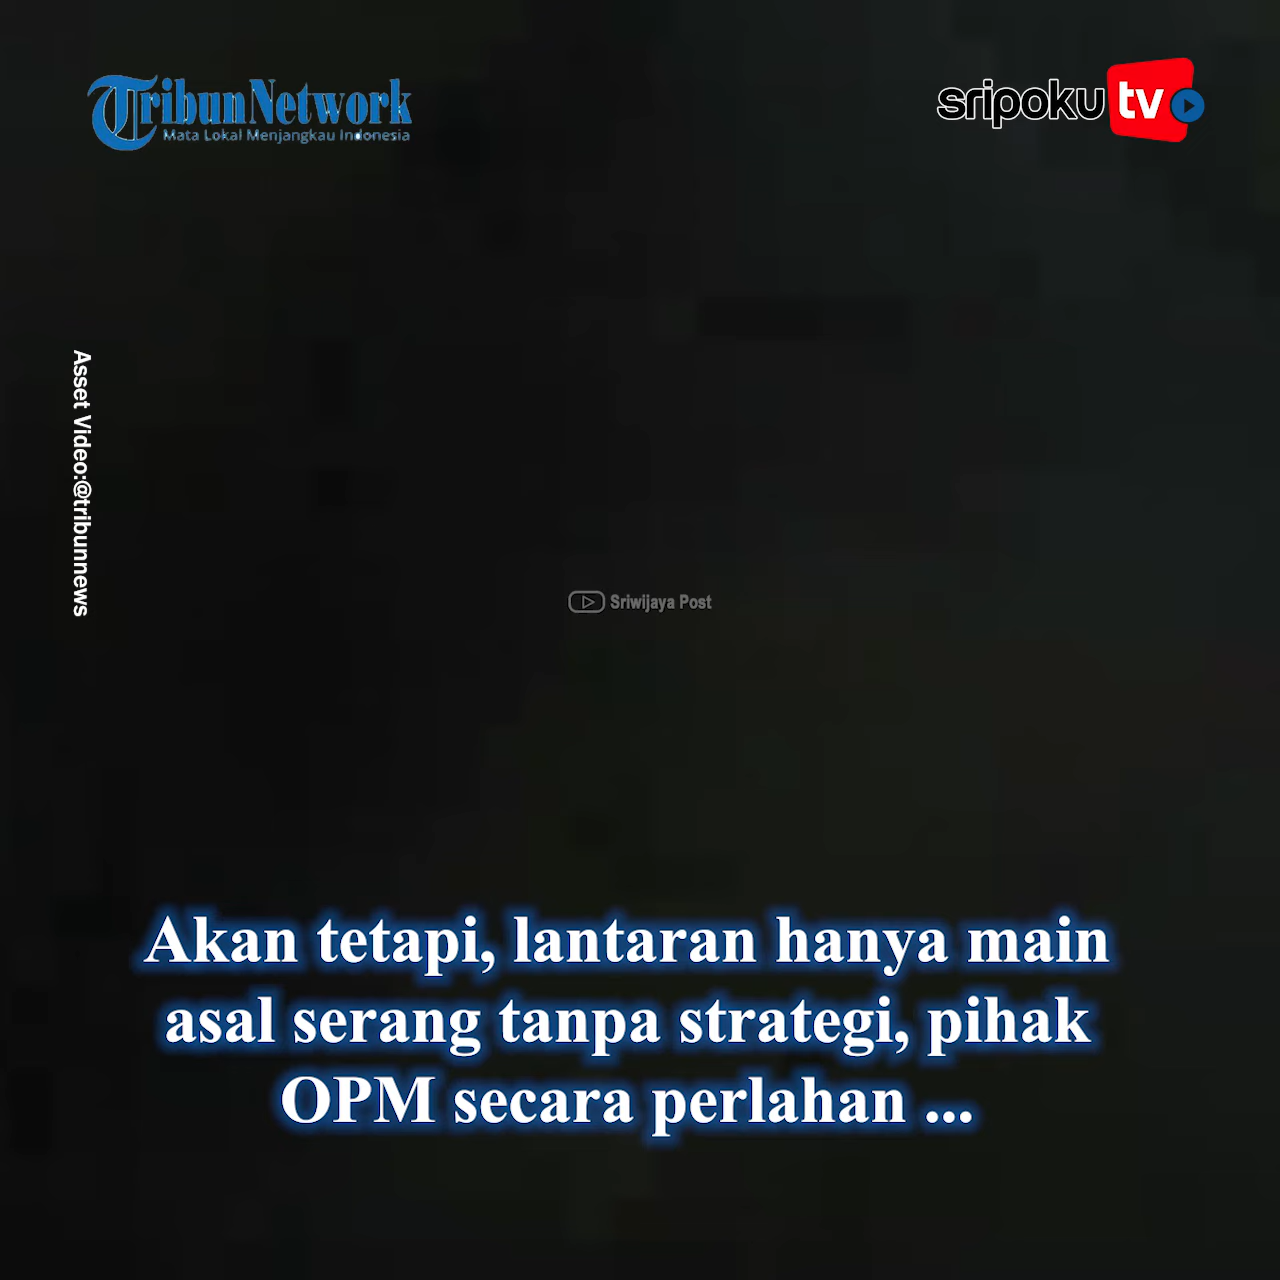 TribunNetwork
Mata Lokal Menjangkau Indonesia
sripoku tv
Asset Video:@tribunnews
Sriwijaya Post
Akan tetapi, lantaran hanya main
asal serang tanpa strategi, pihak
OPM secara perlahan ...